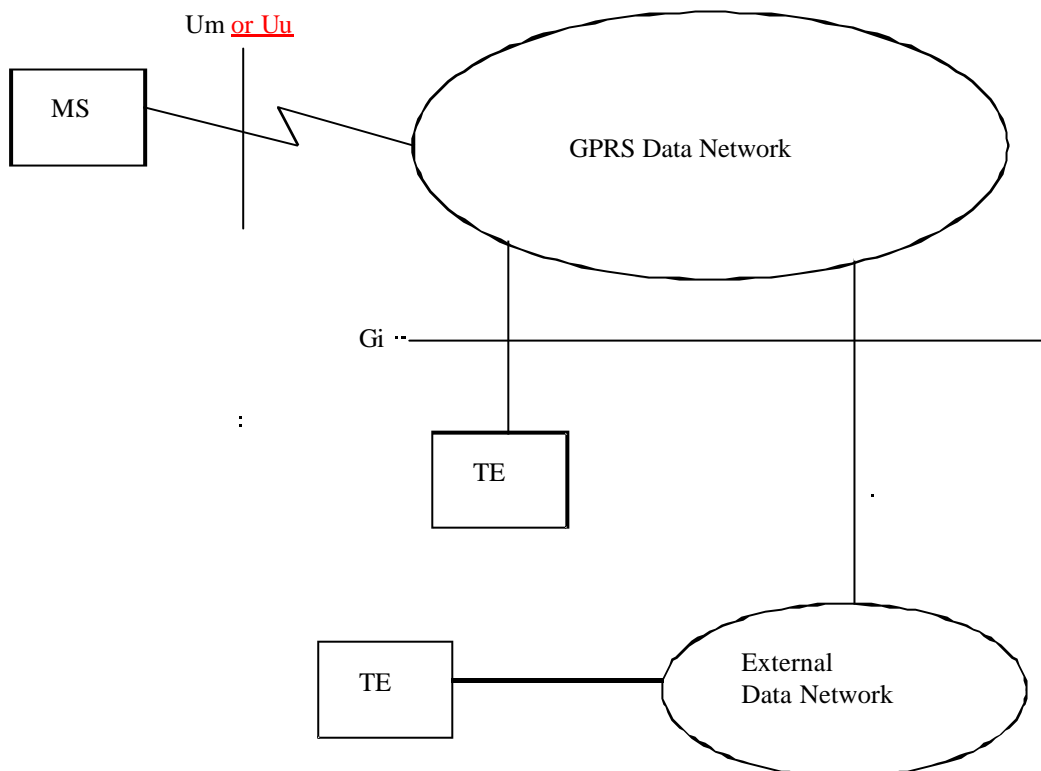 Um or Uu
MS
GPRS Data Network
Gi
TE
TE
External
Data Network